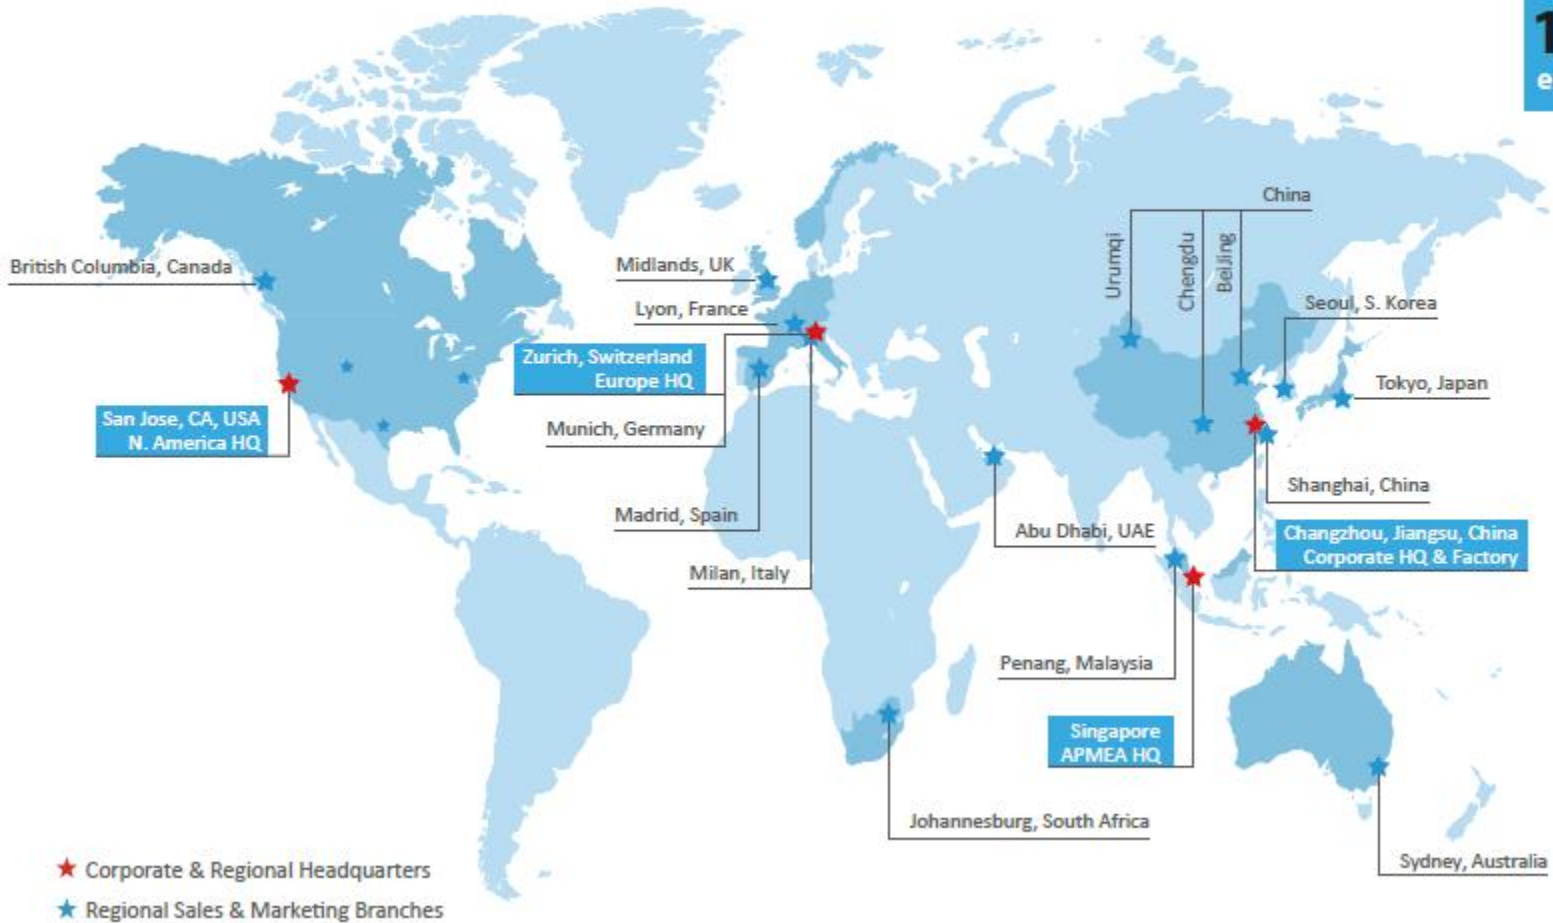 1
e
China
Urumqi
Chengdu
BeiJing
British Columbia, Canada
Midlands, UK
Lyon, France
Seoul, S. Korea
Zurich, Switzerland
Europe HQ
Tokyo, Japan
San Jose, CA, USA
N. America HQ
Munich, Germany
Shanghai, China
Madrid, Spain
Abu Dhabi, UAE
Changzhou, Jiangsu, China
Corporate HQ & Factory
Milan, Italy
Penang, Malaysia
Singapore
APMEA HQ
Johannesburg, South Africa
Sydney, Australia
Corporate & Regional Headquarters
Regional Sales & Marketing Branches